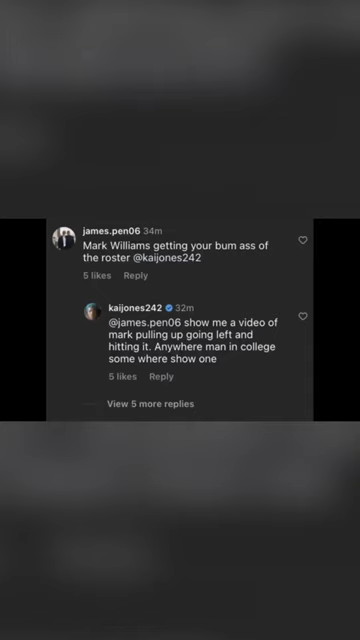 james.pen06 34m
Mark Williams getting your bum ass of
the roster @kaijones242
5 likes Reply
kaijones242 32m
@james.pen06 show me a video of
mark pulling up going left and
hitting it. Anywhere man in college
some where show one
5 likes Reply
View 5 more replies